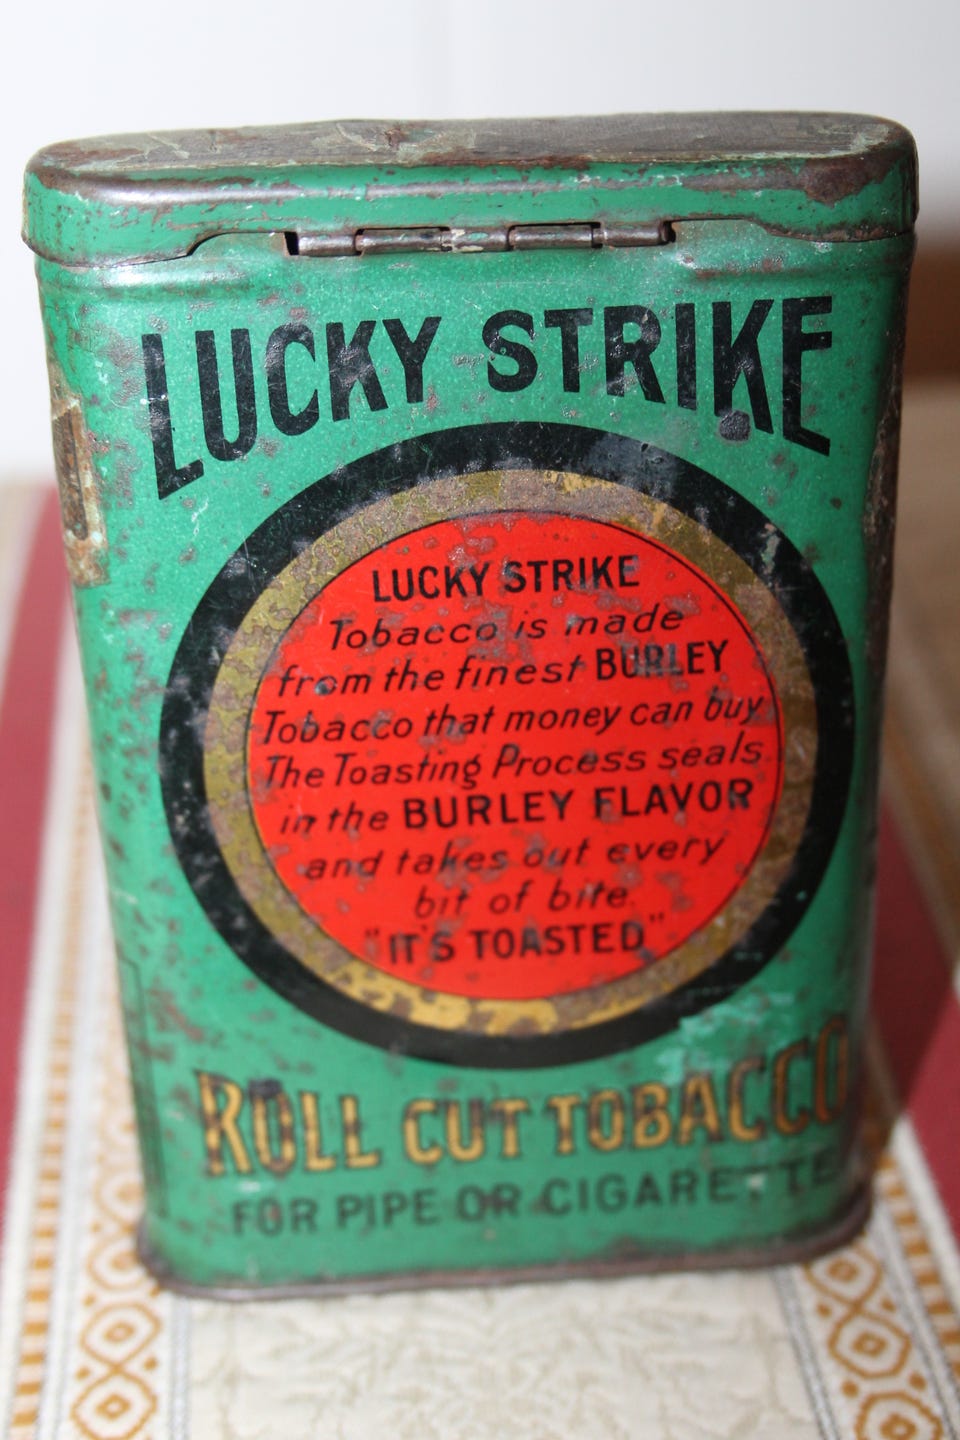 LUCKY STRIKE
LUCKY STRIKE
Tobacco is made
from the finest BURLEY
Tobacco that money can buy
The Toasting Process seals
in the BURLEY FLAVOR
and takes out every
bit of bite.
"IT'S TOASTED"
ROLL CUT TOBACCO
FOR PIPE OR CIGARETTE